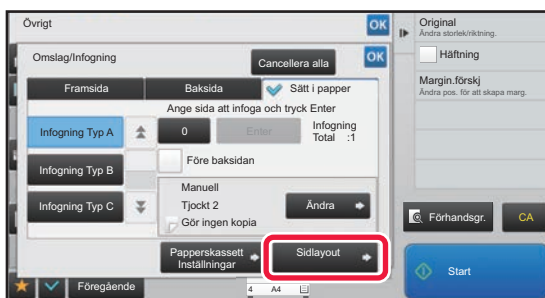 Övrigt
OK
Omslag/Infogning
Cancellera alla
OK
Framsida
Baksida
Sätt i papper
Ange sida att infoga och tryck Enter
Infogning Typ A
0
Enter
Infogning
Total :1
Infogning Typ B
Före baksidan
Infogning Typ C
Manuell
Tjockt 2
Gör ingen kopia
Ändra
Papperskassett
Inställningar
Sidlayout
Föregående
4 A4
Original
Ändra storlek/riktning.
Häftning
Margin.förskj
Ändra pos. för att skapa marg.
Förhandsgr.
CA
Start